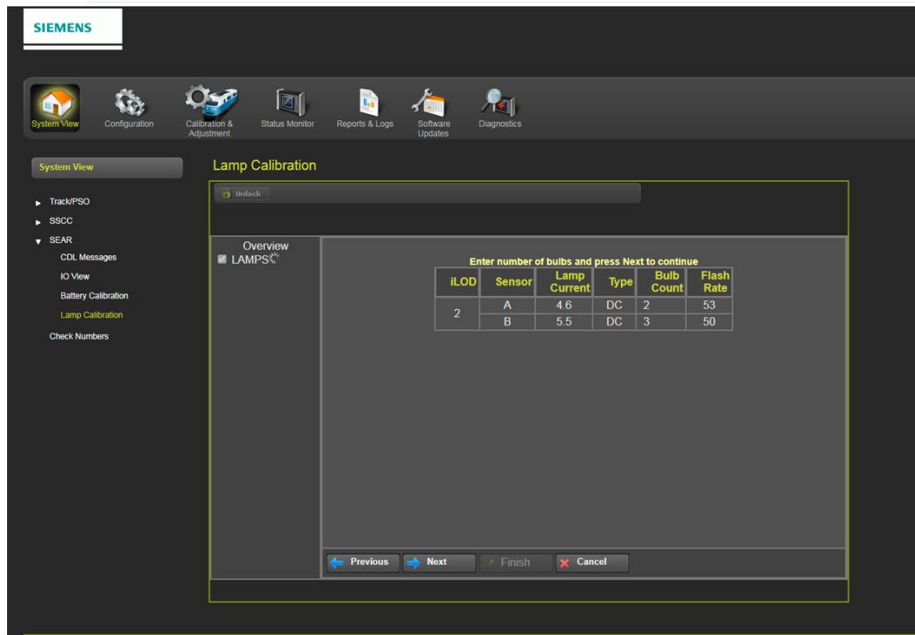 SIEMENS
System View
Configuration
Calibration &
Adjustment
Status Monitor
Reports & Logs
Software
Updates
Diagnostics
System View
Track/PSO
SSCC
SEAR
CDL Messages
IO View
Battery Calibration
Lamp Calibration
Check Numbers
Lamp Calibration
Unlock
Overview
LAMPS
Enter number of bulbs and press Next to continue
iLOD Sensor Lamp Current Type Bulb Count Flash Rate
2 A 4.6 DC 2 53
B 5.5 DC 3 50
Previous Next Finish Cancel